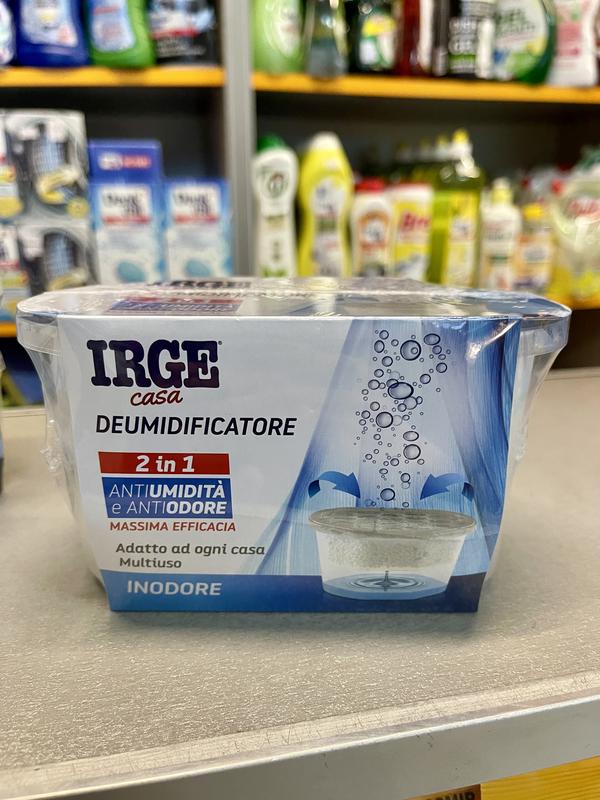 IRGE
casa
DEUMIDIFICATORE
2 in 1
ANTIUMIDITÀ
e ANTIODORE
MASSIMA EFFICACIA
Adatto ad ogni casa
Multiuso
INODORE